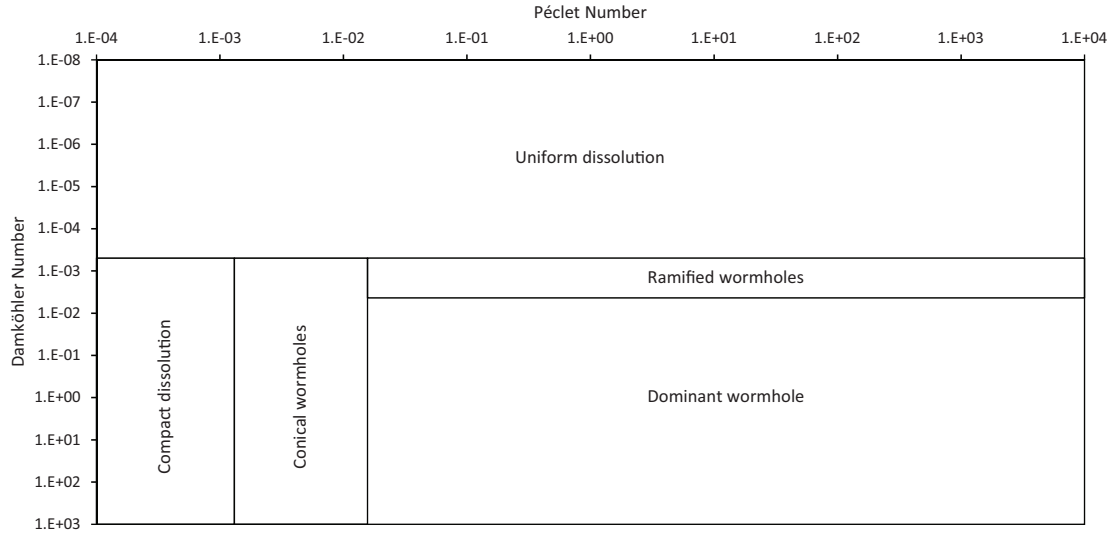 Péclet Number
1.E-04 1.E-03 1.E-02 1.E-01 1.E+00 1.E+01 1.E+02 1.E+03 1.E+04
1.E-08
1.E-07
1.E-06
1.E-05
1.E-04
1.E-03
1.E-02
1.E-01
1.E+00
1.E+01
1.E+02
1.E+03
Damköhler Number
Uniform dissolution
Ramified wormholes
Compact dissolution
Conical wormholes
Dominant wormhole